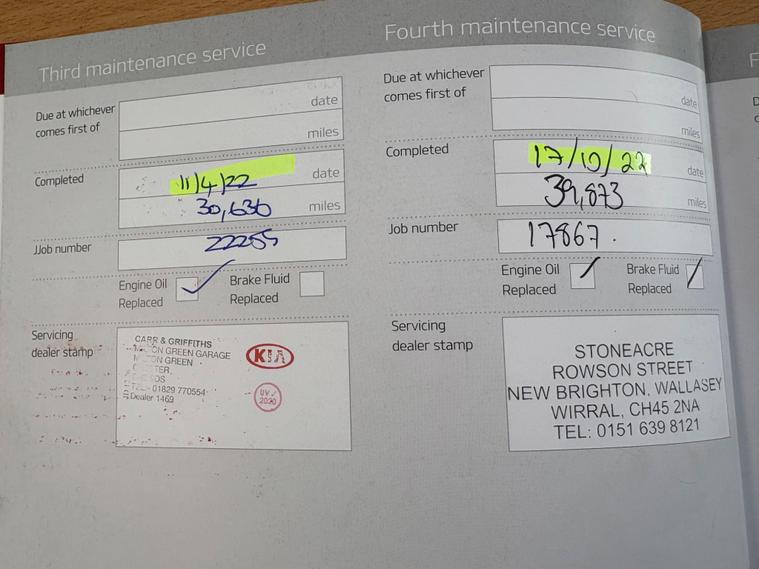 Third maintenance service
Due at whichever
comes first of
date
miles
Completed
11/4/22
date
30,636
miles
JJob number
22255
Engine Oil
Replaced
Brake Fluid
Replaced
Servicing
dealer stamp
CARR & GRIFFITHS
GREEN GARAGE
GREEN
01829 770554
Dealer 1469
KIA
2020
Fourth maintenance service
Due at whichever
comes first of
date
miles
Completed
17/10/22
date
39,873
miles
Job number
17867.
Engine Oil
Replaced
Brake Fluid
Replaced
Servicing
dealer stamp
STONEACRE
ROWSON STREET
NEW BRIGHTON, WALLASEY
WIRRAL, CH45 2NA
TEL: 0151 639 8121
F